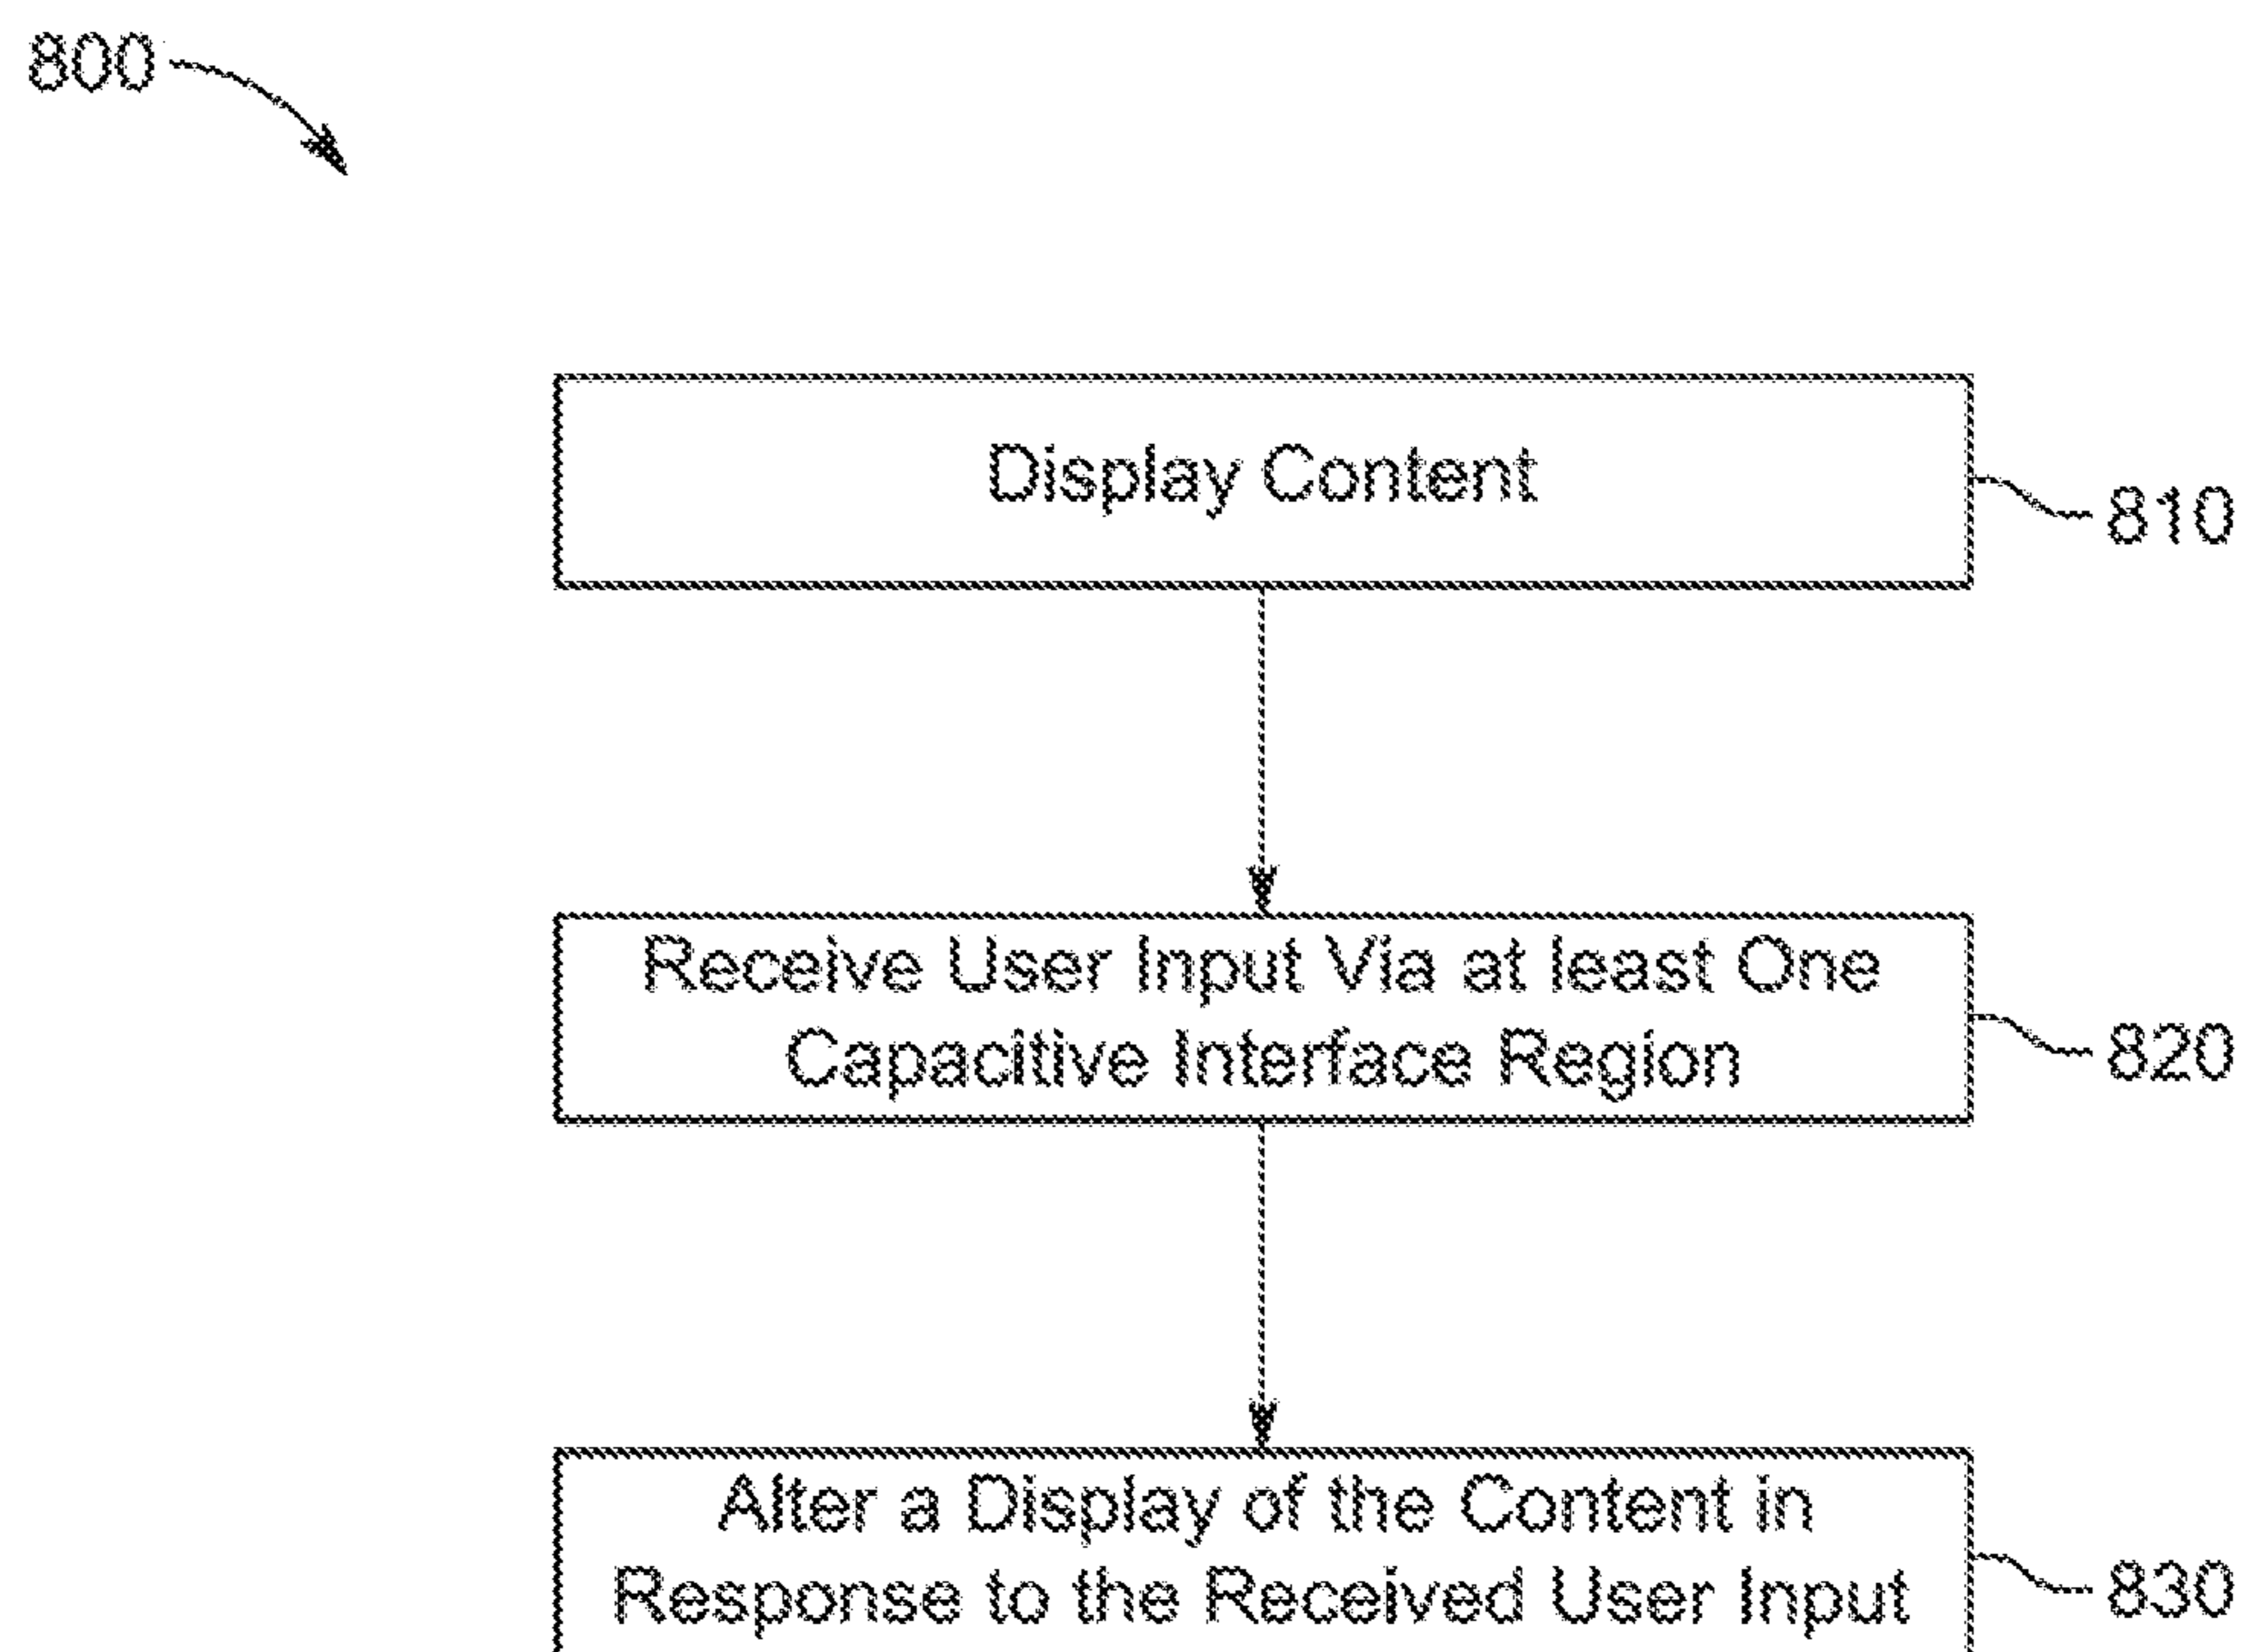 800
Display Content
810
Receive User Input Via at least One
Capacitive Interface Region
820
Alter a Display of the Content in
Response to the Received User Input
830